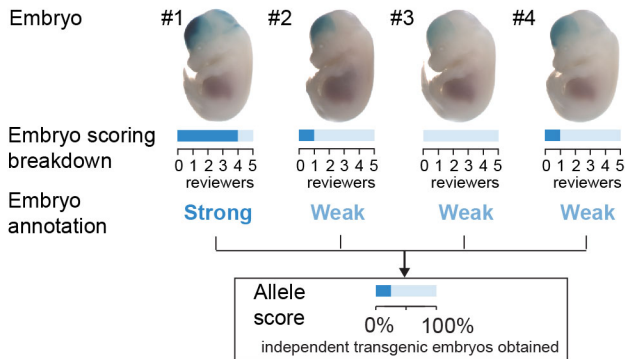 Embryo #1 #2 #3 #4
Embryo scoring
breakdown
0 1 2 3 4 5 0 1 2 3 4 5 0 1 2 3 4 5 0 1 2 3 4 5
reviewers reviewers reviewers reviewers
Embryo
annotation
Strong Weak Weak Weak
Allele
score
0% 100%
independent transgenic embryos obtained